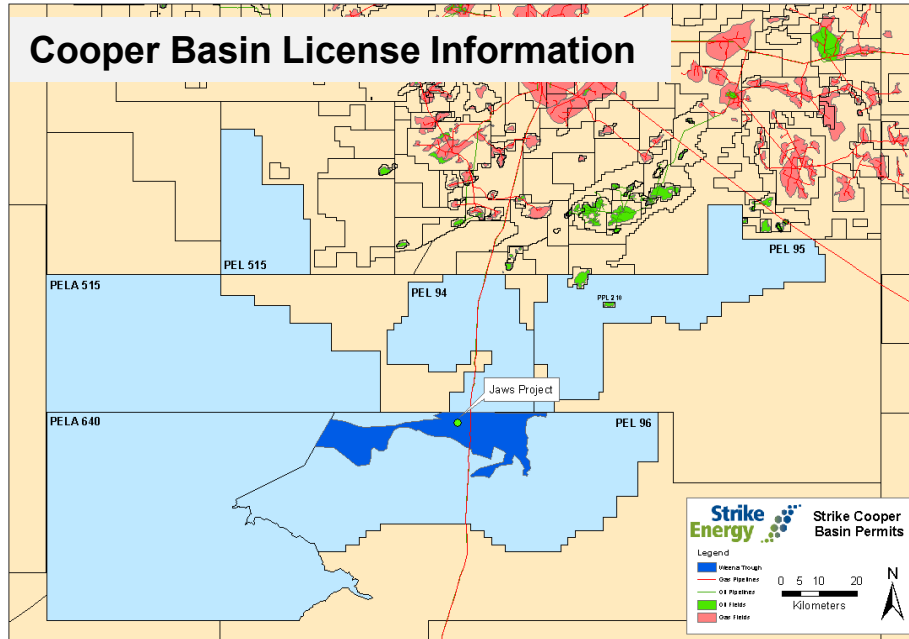 Cooper Basin License Information
PEL 515
PEL 95
PELA 515
PEL 94
PPL 210
Jaws Project
PELA 640
PEL 96
Strike
Energy
Strike Cooper
Basin Permits
Legend
Weena Trough
Gas Pipelines
Oil Pipelines
Oil Fields
Gas Fields
0 5 10 20
Kilometers
N